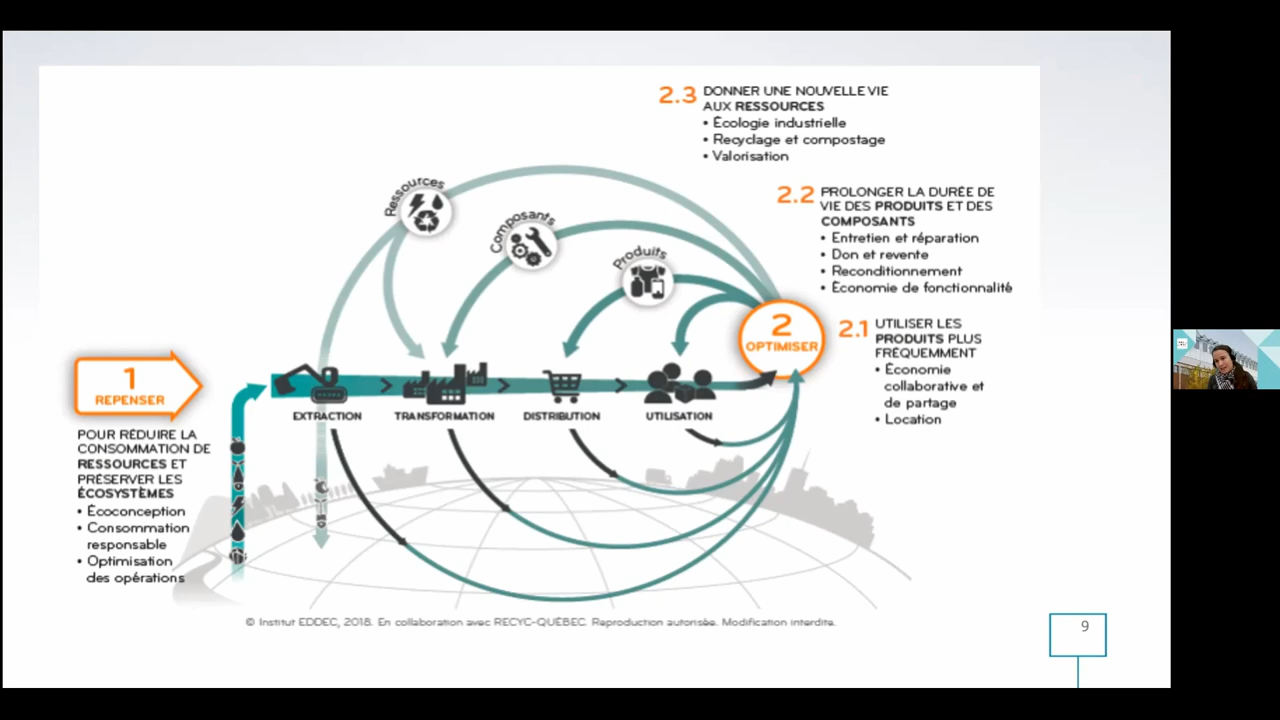 2.3 DONNER UNE NOUVELLE VIE
AUX RESSOURCES
• Écologie industrielle
• Recyclage et compostage
• Valorisation
2.2 PROLONGER LA DURÉE DE
VIE DES PRODUITS ET DES
COMPOSANTS
• Entretien et réparation
• Don et revente
• Reconditionnement
• Économie de fonctionnalité
Ressources
Composants
Produits
2
OPTIMISER
2.1 UTILISER LES
PRODUITS PLUS
FRÉQUEMMENT
• Économie
collaborative et
de partage
• Location
1
REPENSER
POUR RÉDUIRE LA
CONSOMMATION DE
RESSOURCES ET
PRÉSERVER LES
ÉCOSYSTÈMES
• Écoconception
• Consommation
responsable
• Optimisation
des opérations
EXTRACTION
TRANSFORMATION
DISTRIBUTION
UTILISATION
© Institut EDDEC, 2018. En collaboration avec RECYC-QUÉBEC. Reproduction autorisée. Modification interdite.
9